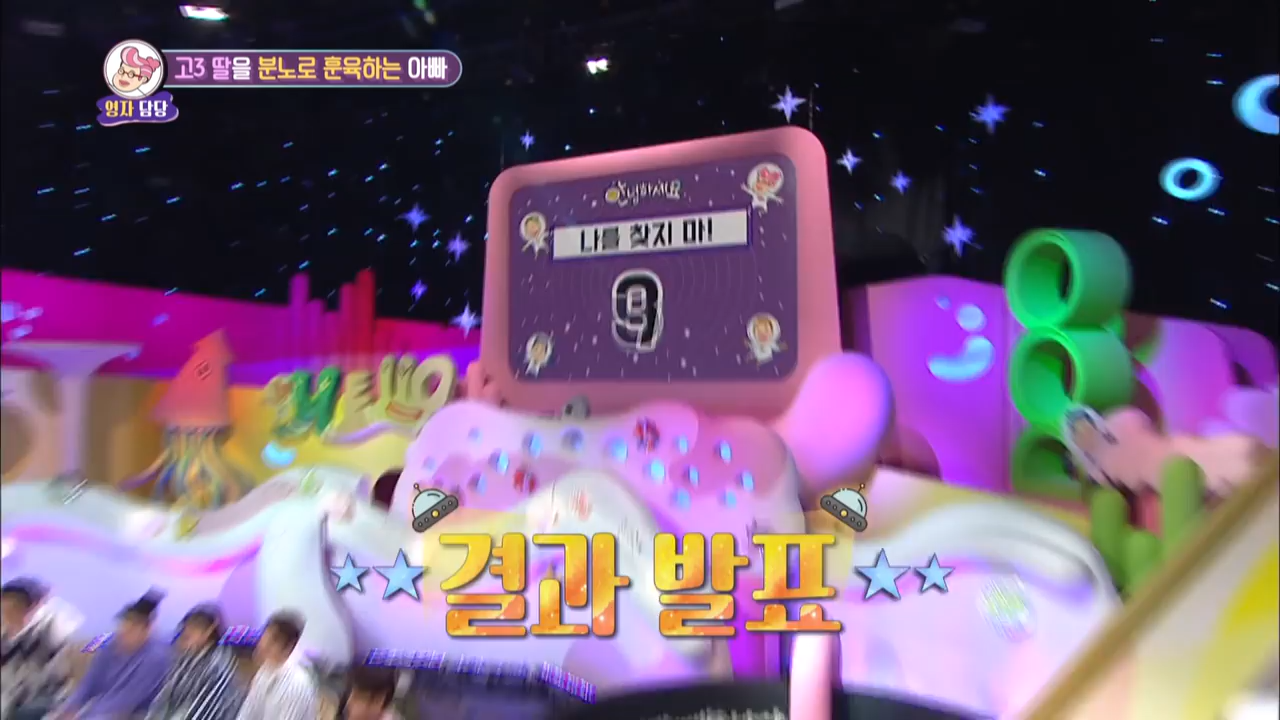 고3 딸을 분노로 훈육하는 아빠
영자 담당
안녕하세요
나를 찾지 마!
HELLO
결과 발표